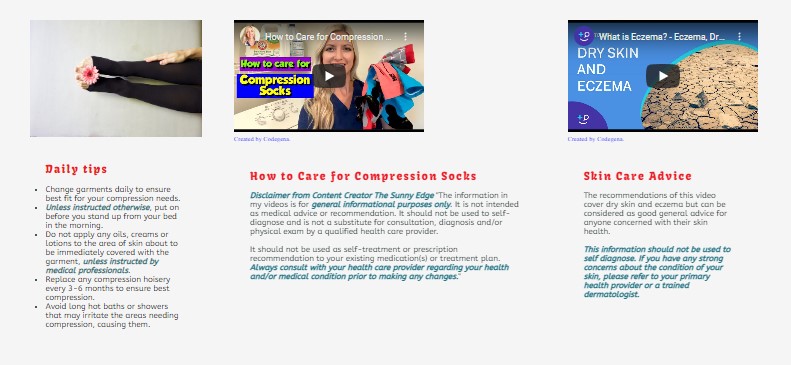 How to Care for Compression ...
How to care for
Compression
Socks
Created by Codepena.
What is Eczema? - Eczema, Dr...
DRY SKIN
AND
ECZEMA
+P
Created by Codepena.
Daily tips
Change garments daily to ensure
best fit for your compression needs.
Unless instructed otherwise, put on
before you stand up from your bed
in the morning.
Do not apply any oils, creams or
lotions to the area of skin about to
be immediately covered with the
garment, unless instructed by
medical professionals.
Replace any compression hoisery
every 3-6 months to ensure best
compression.
Avoid long hot baths or showers
that may irritate the areas needing
compression, causing them.
How to Care for Compression Socks
Disclaimer from Content Creator The Sunny Edge "The information in
my videos is for general informational purposes only. It is not intended
as medical advice or recommendation. It should not be used to self-
diagnose and is not a substitute for consultation, diagnosis and/or
physical exam by a qualified health care provider.
It should not be used as self-treatment or prescription
recommendation to your existing medication(s) or treatment plan.
Always consult with your health care provider regarding your health
and/or medical condition prior to making any changes."
Skin Care Advice
The recommendations of this video
cover dry skin and eczema but can be
considered as good general advice for
anyone concerned with their skin
health.
This information should not be used to
self diagnose. If you have any strong
concerns about the condition of your
skin, please refer to your primary
health provider or a trained
dermatologist.